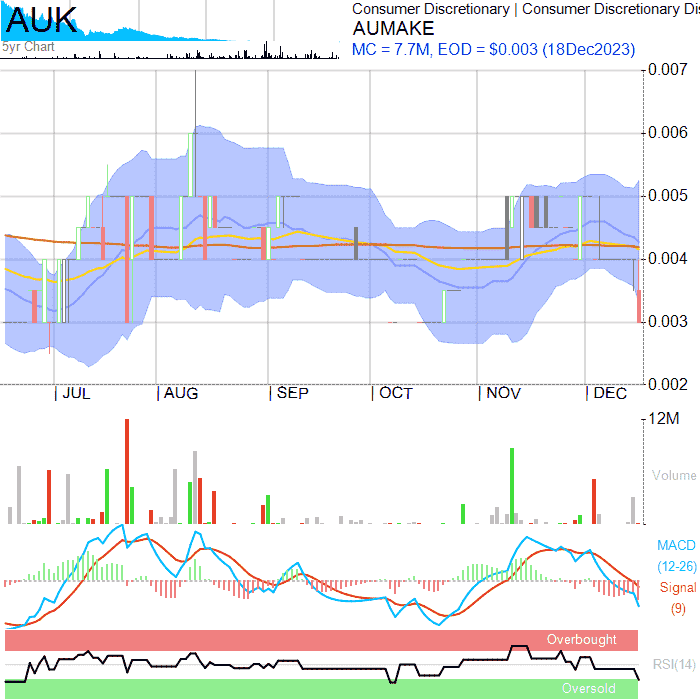 AUK
5yr Chart
Consumer Discretionary | Consumer Discretionary Dis
AUMAKE
MC = 7.7M, EOD = $0.003 (18Dec2023)
0.007
0.006
0.005
0.004
0.003
0.002
| JUL | AUG | SEP | OCT | NOV | DEC
12M
Volume
MACD
(12-26)
Signal
(9)
Overbought
RSI(14)
Oversold